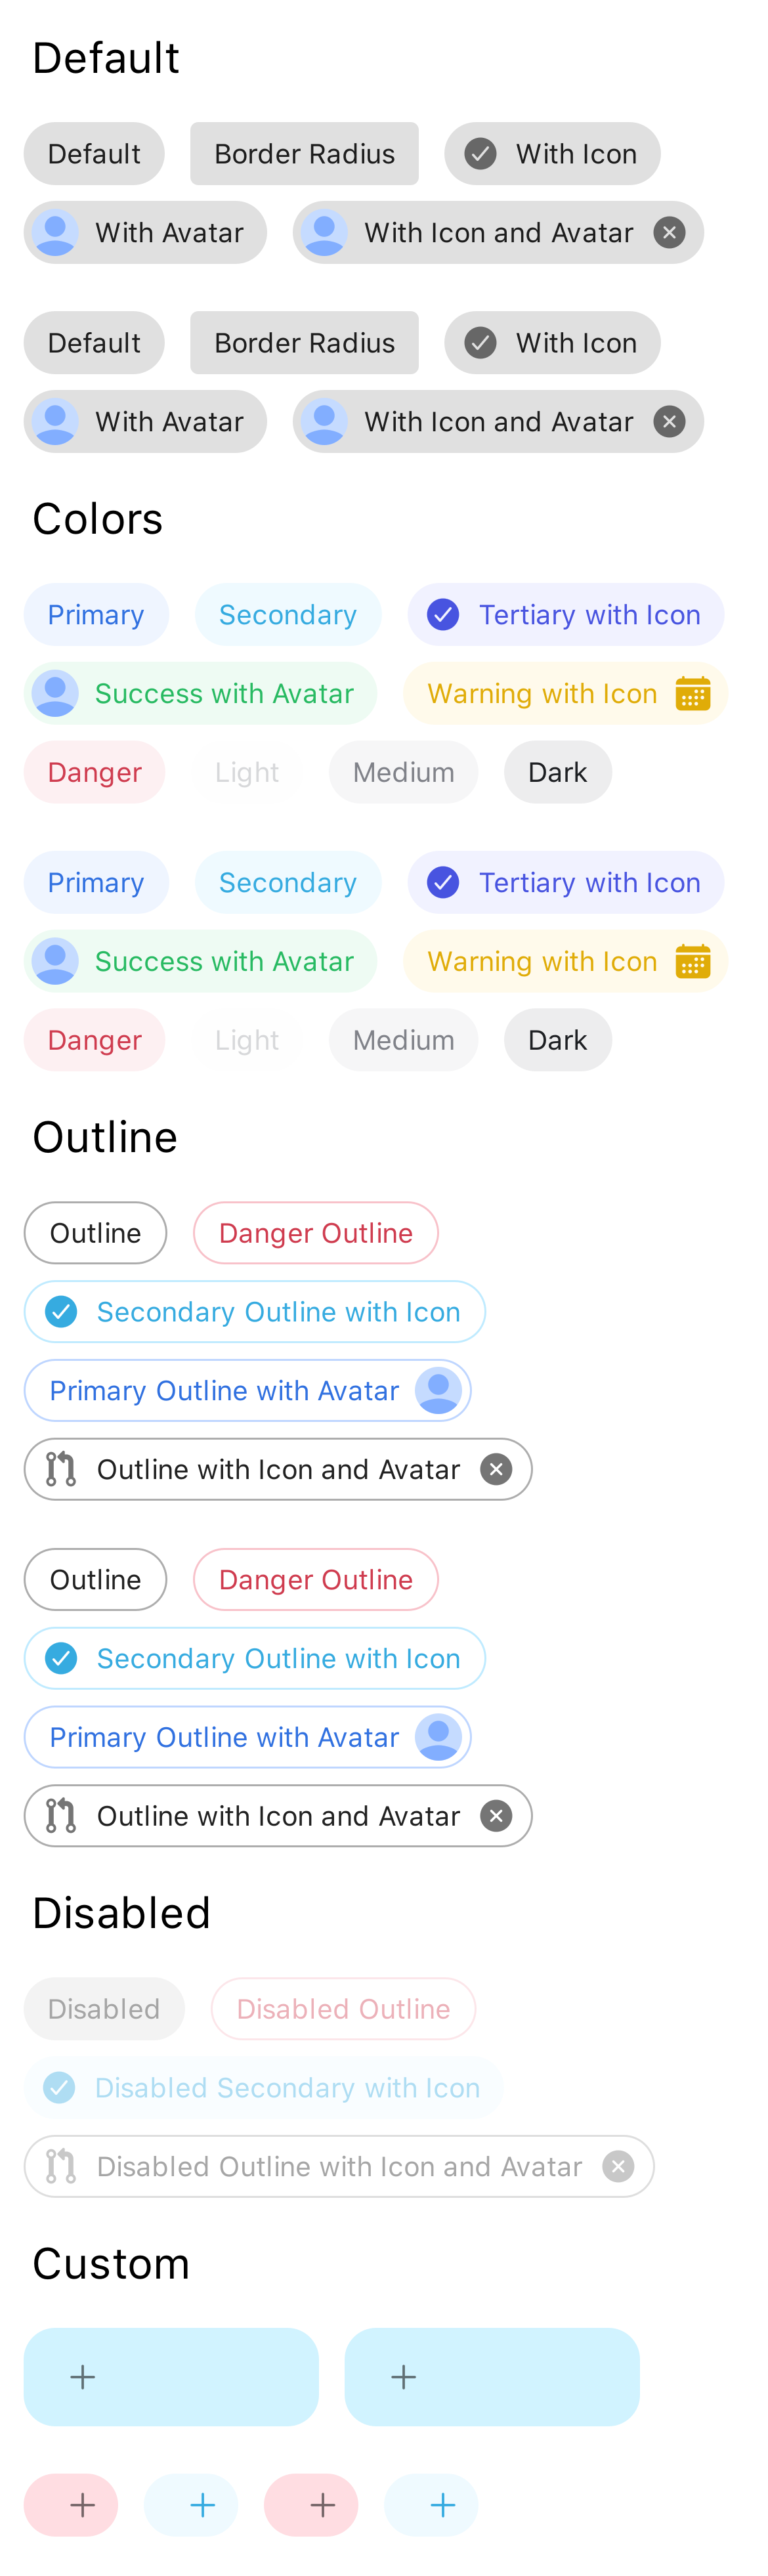 Default
Default Border Radius With Icon
With Avatar With Icon and Avatar
Default Border Radius With Icon
With Avatar With Icon and Avatar
Colors
Primary Secondary Tertiary with Icon
Success with Avatar Warning with Icon
Danger Light Medium Dark
Primary Secondary Tertiary with Icon
Success with Avatar Warning with Icon
Danger Light Medium Dark
Outline
Outline Danger Outline
Secondary Outline with Icon
Primary Outline with Avatar
Outline with Icon and Avatar
Outline Danger Outline
Secondary Outline with Icon
Primary Outline with Avatar
Outline with Icon and Avatar
Disabled
Disabled Disabled Outline
Disabled Secondary with Icon
Disabled Outline with Icon and Avatar
Custom